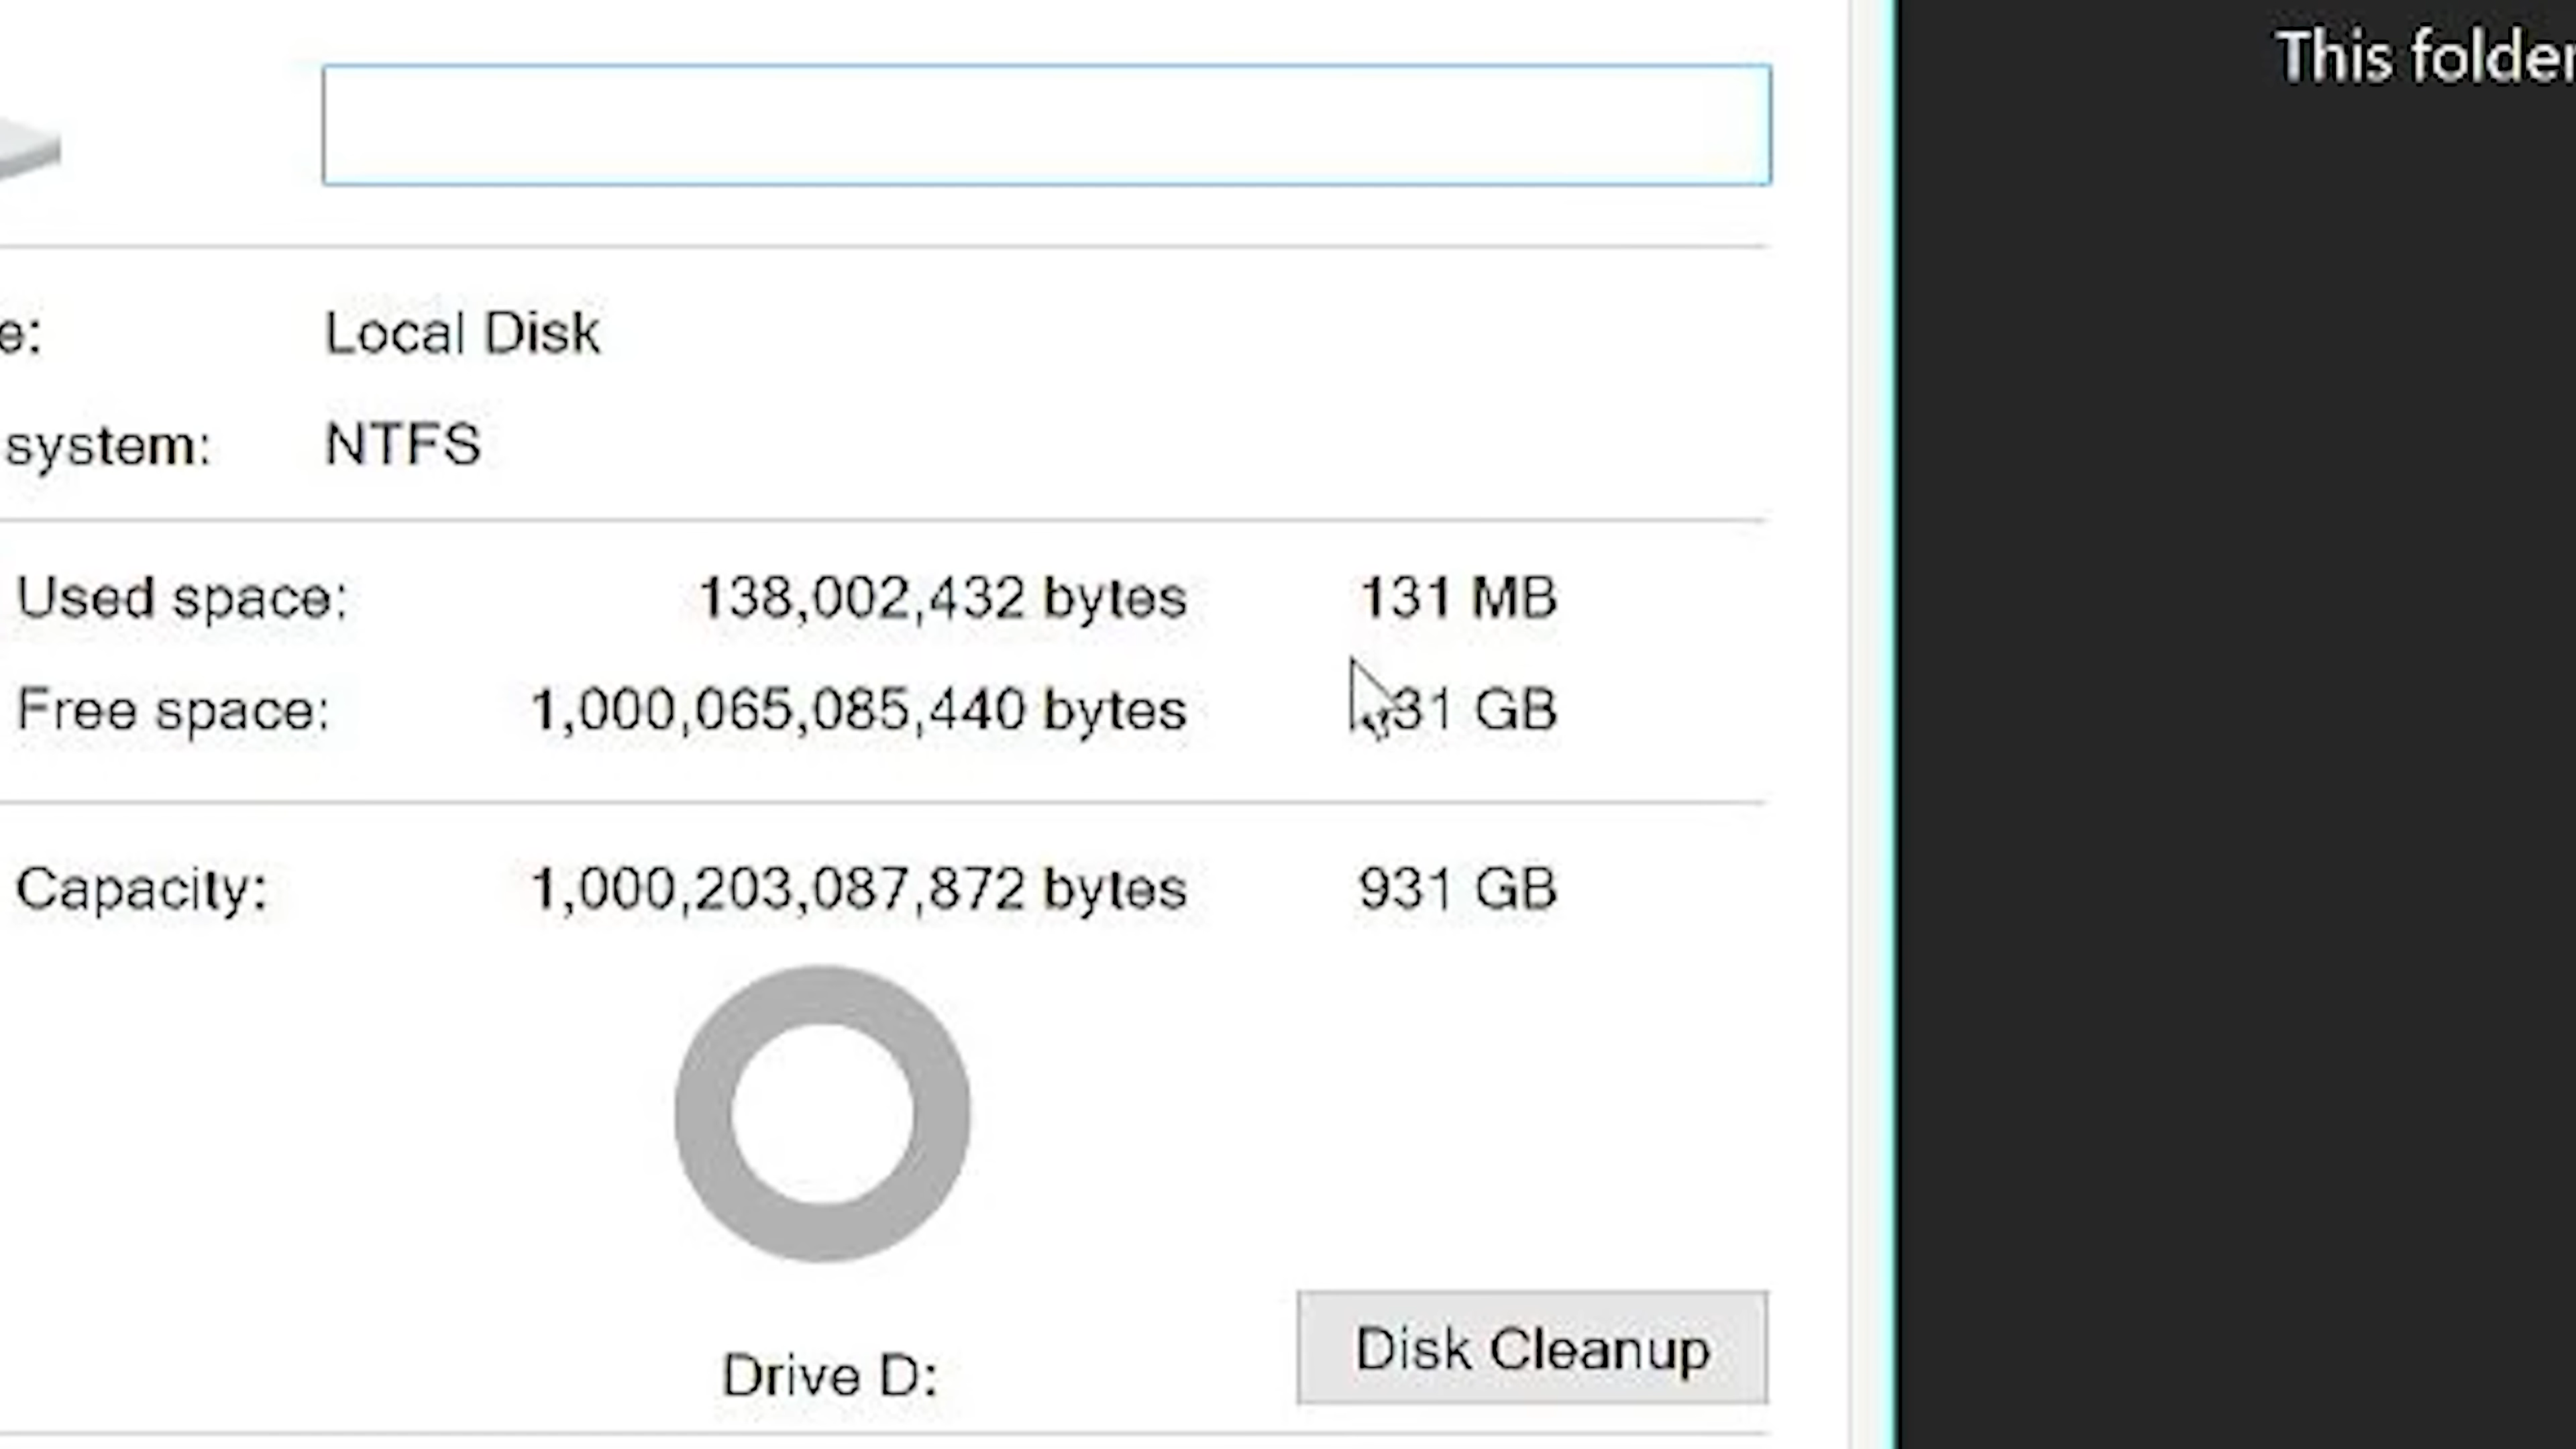 This folder
e: Local Disk
system: NTFS
Used space: 138,002,432 bytes 131 MB
Free space: 1,000,065,085,440 bytes 31 GB
Capacity: 1,000,203,087,872 bytes 931 GB
Drive D:
Disk Cleanup